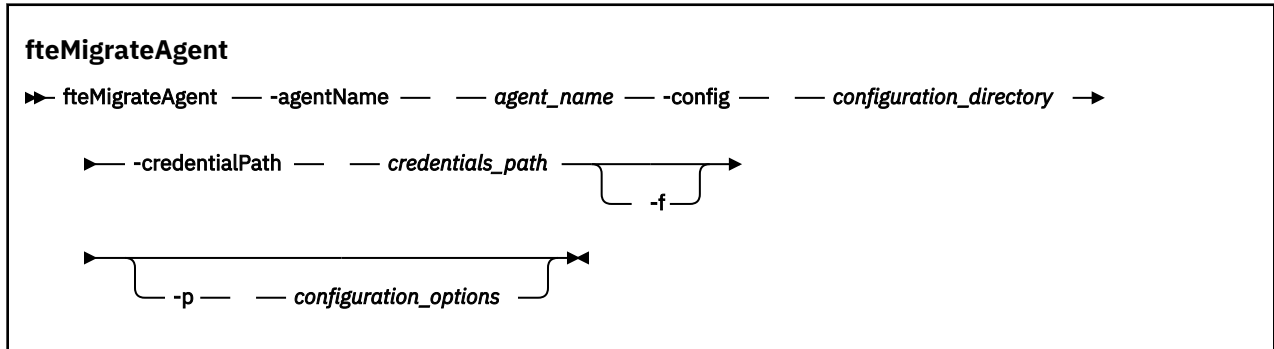 fteMigrateAgent
fteMigrateAgent -agentName agent_name -config configuration_directory
-credentialPath credentials_path
-f
-p configuration_options